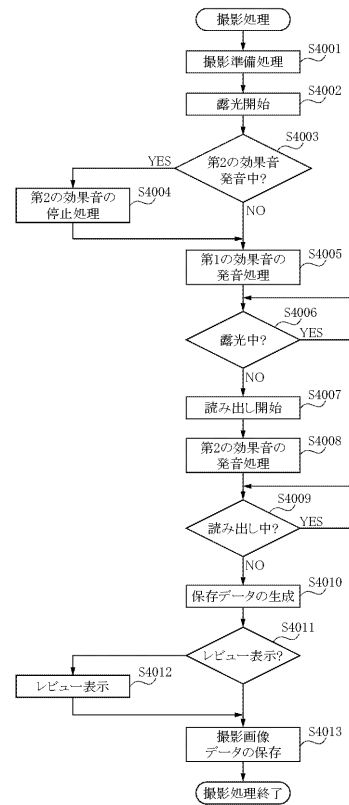 撮影処理
撮影準備処理
S4001
露光開始
S4002
第2の効果音
発音中?
S4003
YES
NO
第2の効果音の
停止処理
S4004
第1の効果音の
発音処理
S4005
露光中?
S4006
YES
NO
読み出し開始
S4007
第2の効果音の
発音処理
S4008
読み出し中?
S4009
YES
NO
保存データの生成
S4010
レビュー表示?
S4011
レビュー表示
S4012
撮影画像
データの保存
S4013
撮影処理終了